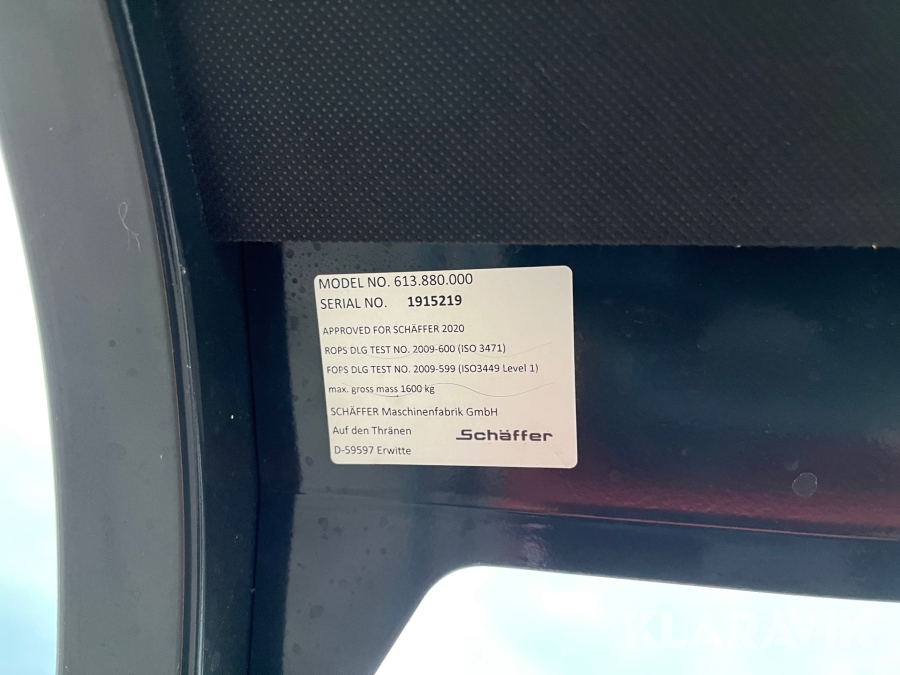 MODEL NO. 613.880.000
SERIAL NO. 1915219
APPROVED FOR SCHÄFFER 2020
ROPS DLG TEST NO. 2009-600 (ISO 3471)
FOPS DLG TEST NO. 2009-599 (ISO3449 Level 1)
max. gross mass 1600 kg
SCHÄFFER Maschinenfabrik GmbH
Auf den Thränen
D-59597 Erwitte
Schäffer
KLARAVIK